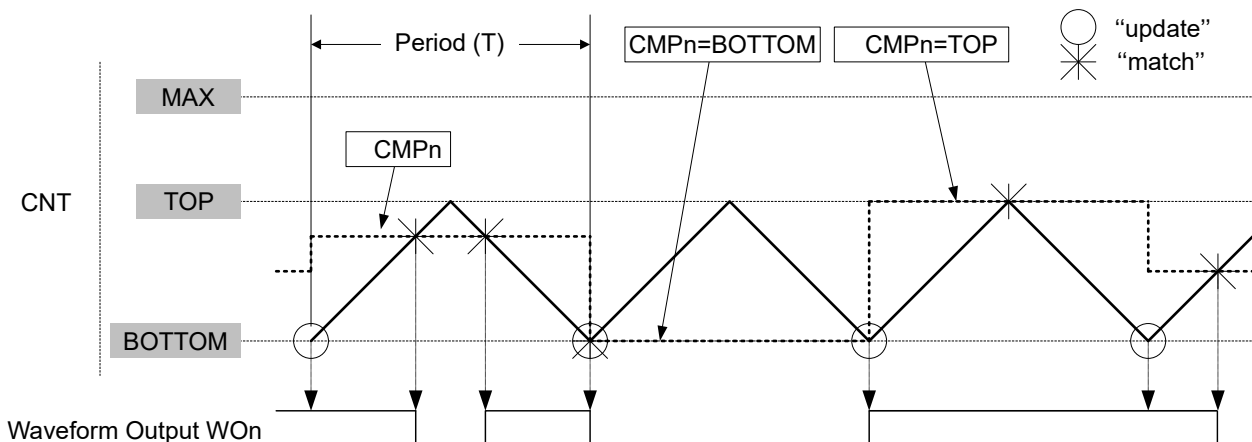 Period (T)
CMPn=BOTTOM
CMPn=TOP
“update”
“match”
MAX
CMPn
CNT
TOP
BOTTOM
Waveform Output WOn